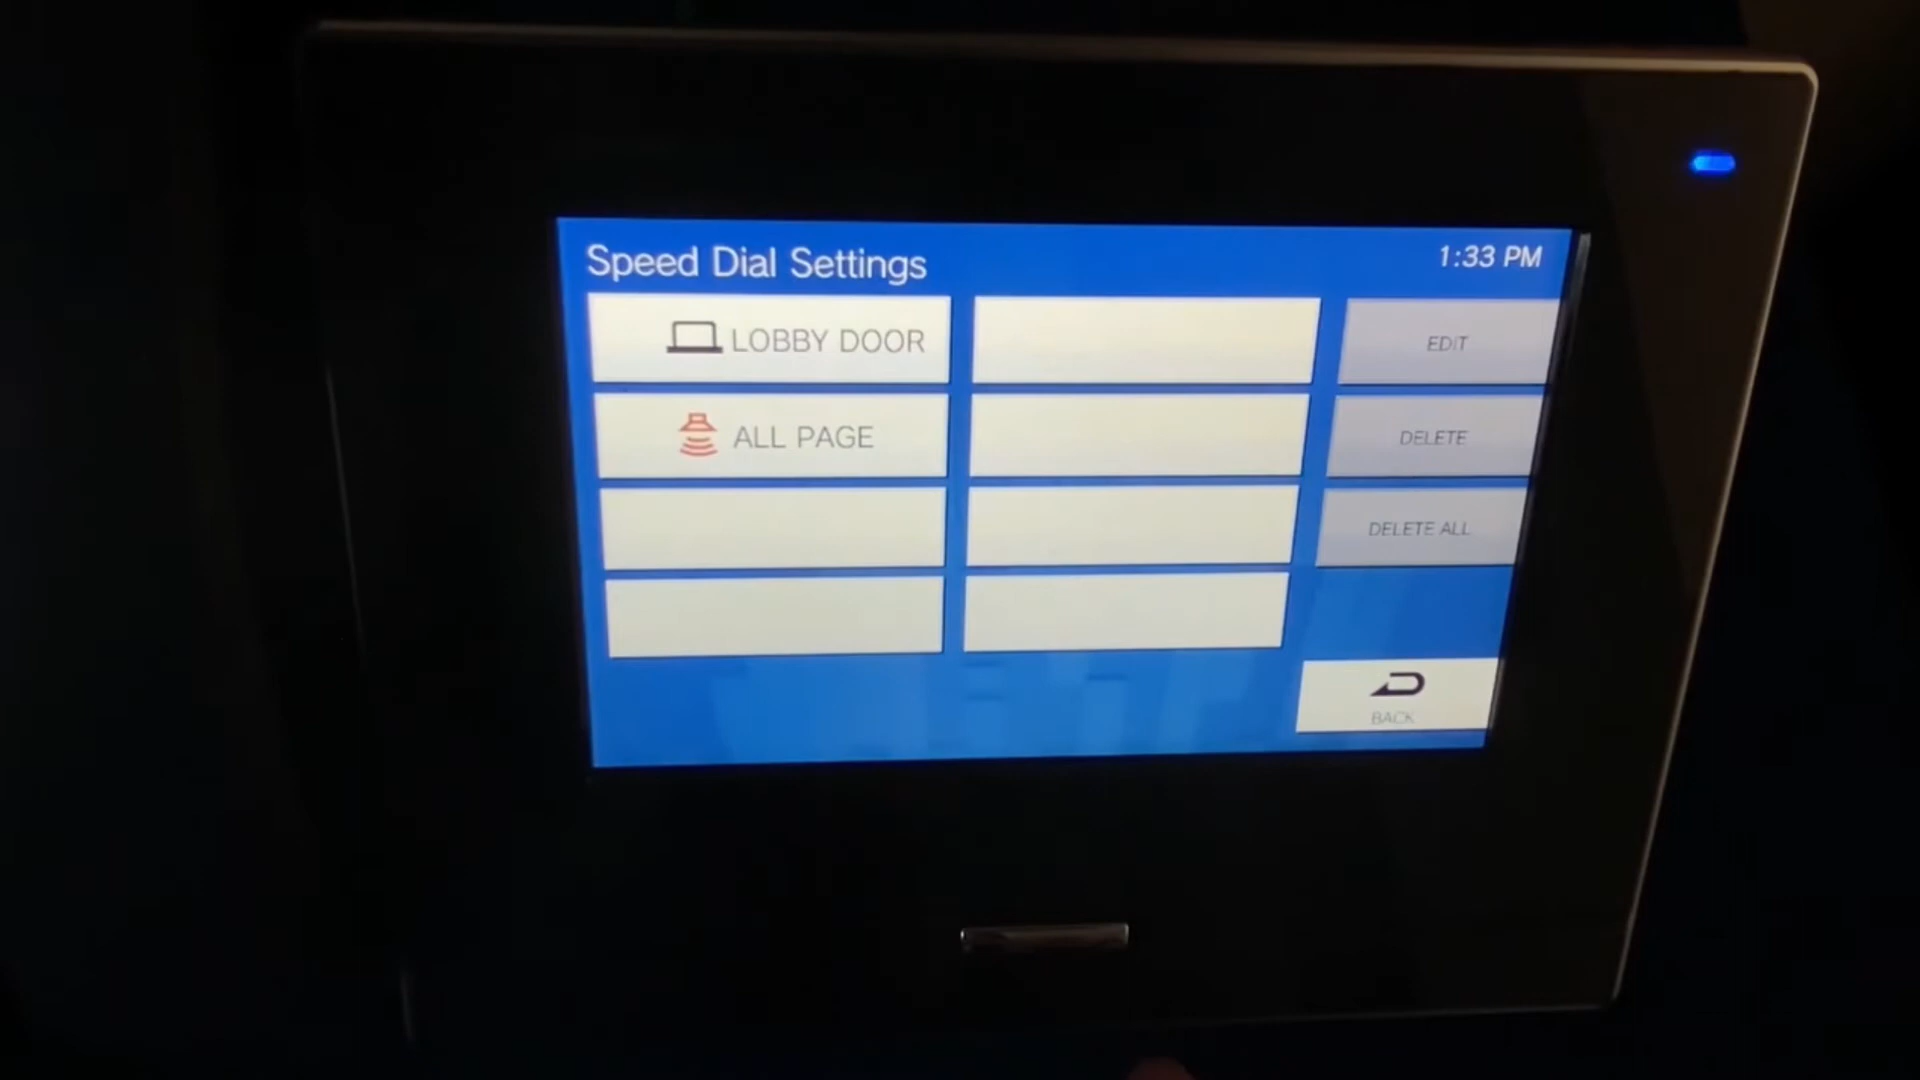 Speed Dial Settings
1:33 PM
LOBBY DOOR
EDIT
ALL PAGE
DELETE
DELETE ALL
BACK